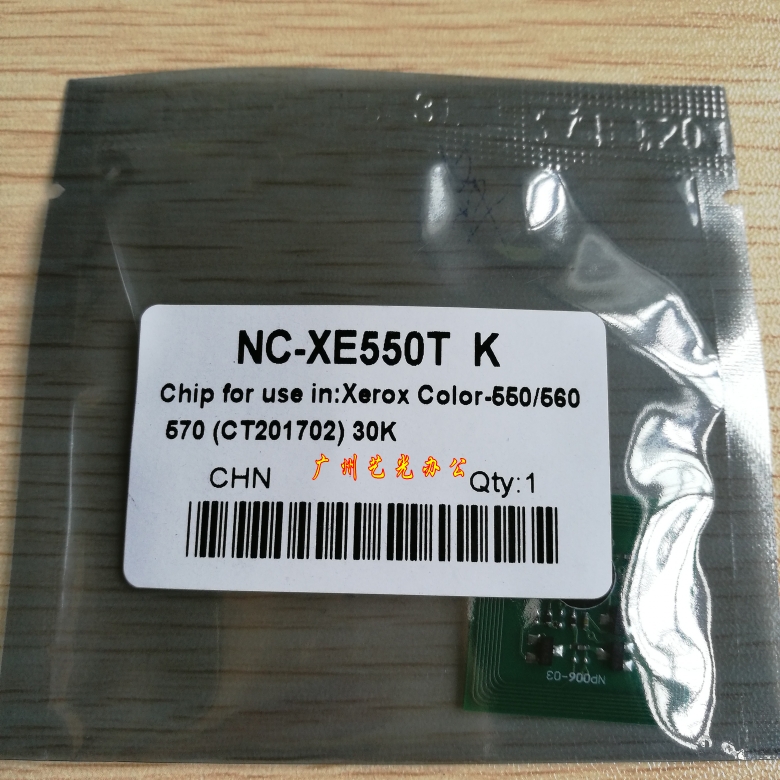 NC-XE550T K
Chip for use in:Xerox Color-550/560
570 (CT201702) 30K
CHN 广州艺光办公 Qty:1
NP006-03